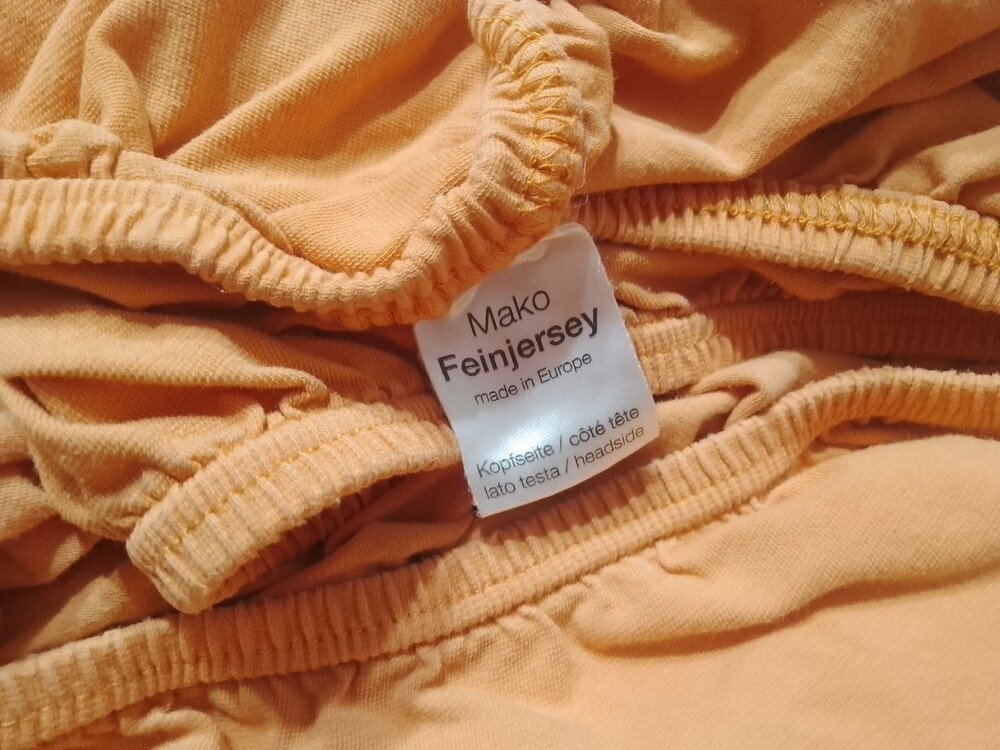 Mako
Feinjersey
made in Europe
Kopfseite / côté tête
lato testa / headside